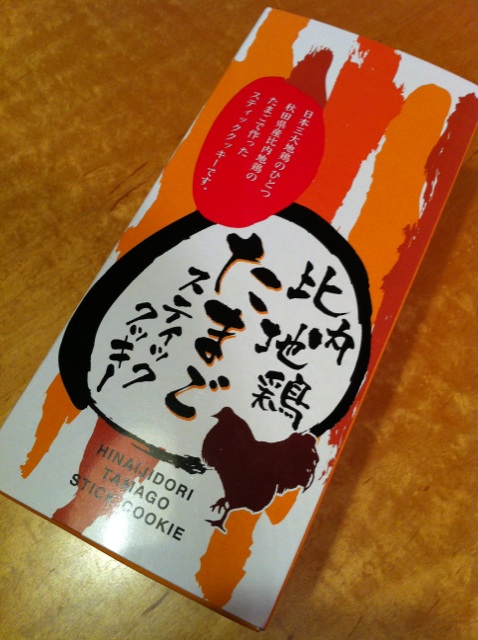 日本三大地鶏のひとつ
秋田県産比内地鶏の
たまごで作った
スティッククッキーです。
比内地鶏
たまご
スティック
クッキー
HINAIJIDORI
TAMAGO
STICK COOKIE